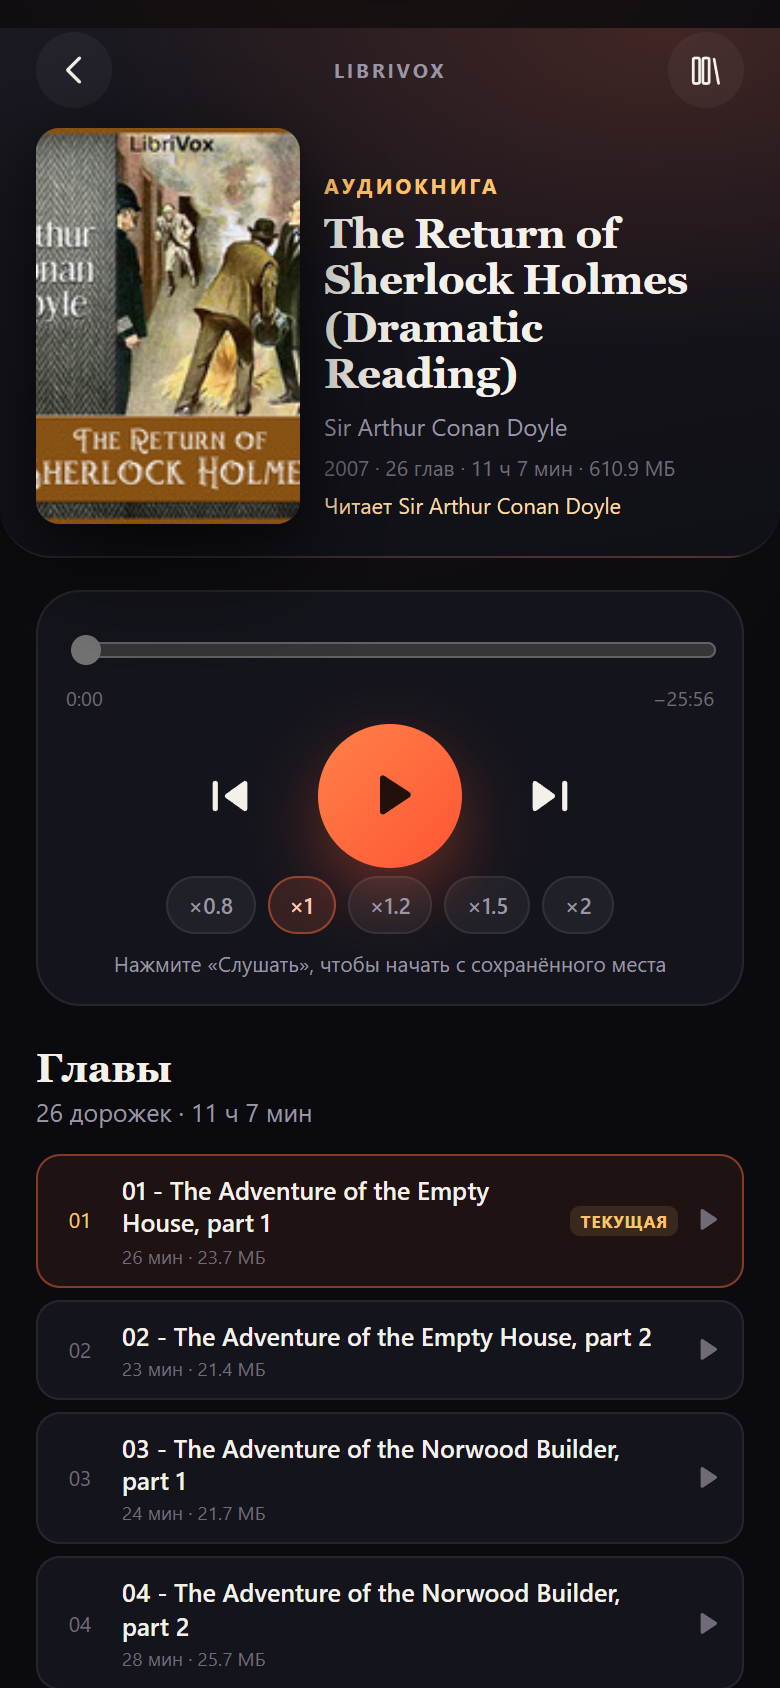 LIBRIVOX
LibriVox
thur
nan
oyle
THE RETURN OF
HERLOCK HOLME
АУДИОКНИГА
The Return of
Sherlock Holmes
(Dramatic
Reading)
Sir Arthur Conan Doyle
2007 · 26 глав · 11 ч 7 мин · 610.9 МБ
Читает Sir Arthur Conan Doyle
0:00
−25:56
×0.8
×1
×1.2
×1.5
×2
Нажмите «Слушать», чтобы начать с сохранённого места
Главы
26 дорожек · 11 ч 7 мин
01
01 - The Adventure of the Empty
House, part 1
26 мин · 23.7 МБ
ТЕКУЩАЯ
02
02 - The Adventure of the Empty House, part 2
23 мин · 21.4 МБ
03
03 - The Adventure of the Norwood Builder,
part 1
24 мин · 21.7 МБ
04
04 - The Adventure of the Norwood Builder,
part 2
28 мин · 25.7 МБ